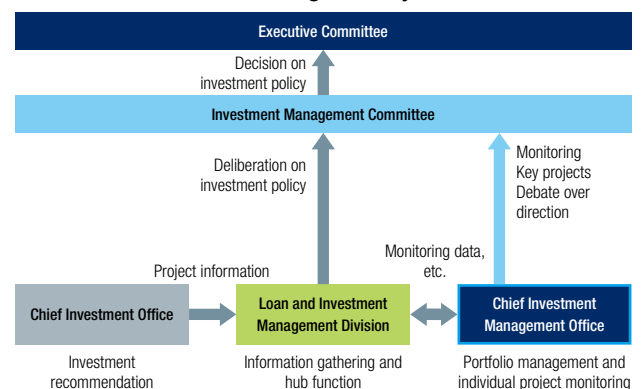 Executive Committee
Decision on
investment policy
Investment Management Committee
Deliberation on
investment policy
Monitoring
Key projects
Debate over
direction
Project information
Monitoring data,
etc.
Chief Investment Office
Loan and Investment
Management Division
Chief Investment
Management Office
Investment
recommendation
Information gathering and
hub function
Portfolio management and
individual project monitoring